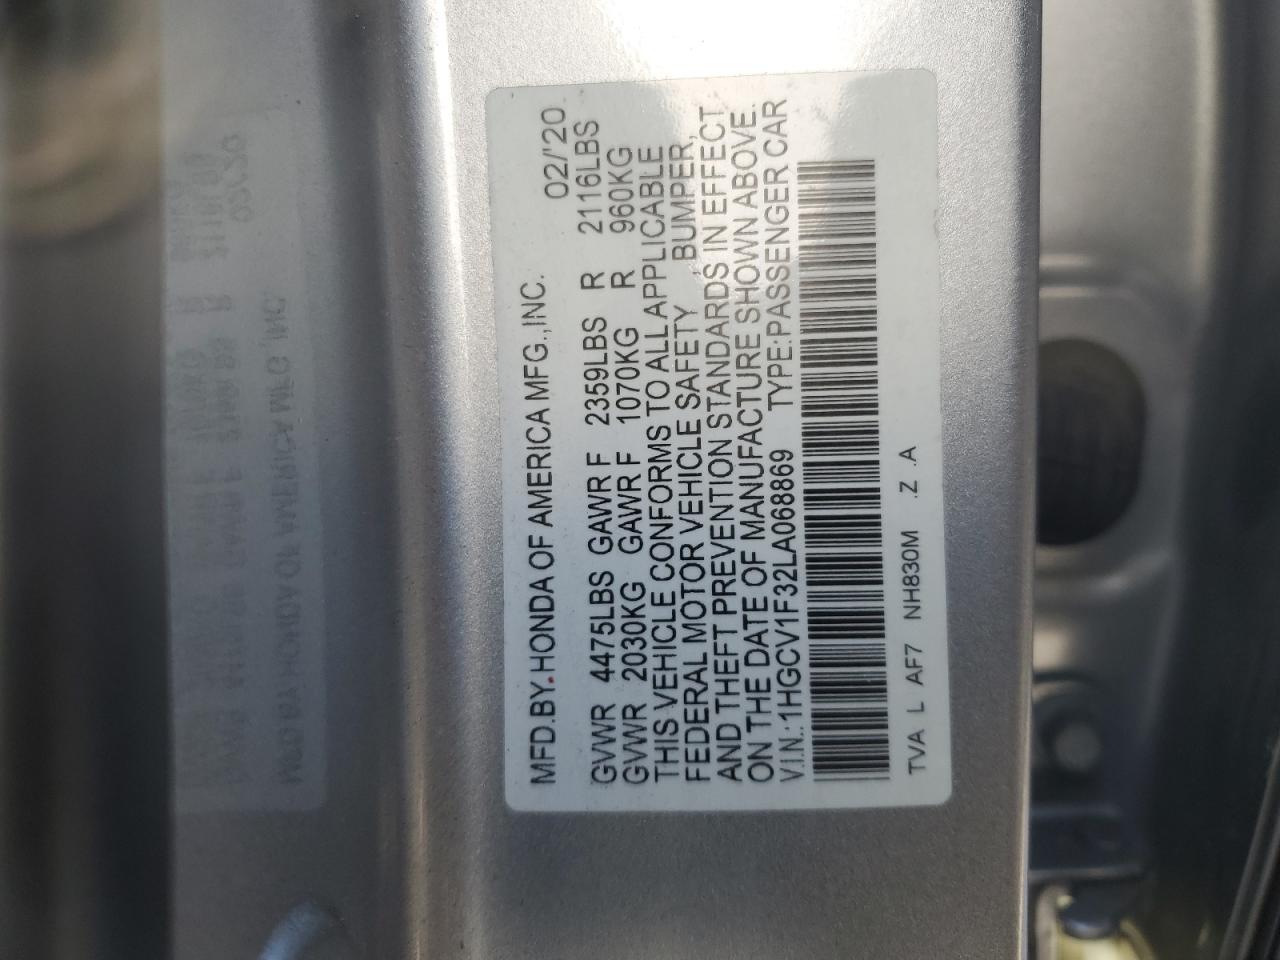 MFD.BY.HONDA OF AMERICA MFG.,INC. 02/'20
GVWR 4475LBS GAWR F 2359LBS R 2116LBS
GVWR 2030KG GAWR F 1070KG R 960KG
THIS VEHICLE CONFORMS TO ALL APPLICABLE
FEDERAL MOTOR VEHICLE SAFETY BUMPER,
AND THEFT PREVENTION STANDARDS IN EFFECT
ON THE DATE OF MANUFACTURE SHOWN ABOVE.
V.I.N.:1HGCV1F32LA068869 TYPE:PASSENGER CAR
TVA L AF7 NH830M .Z .A